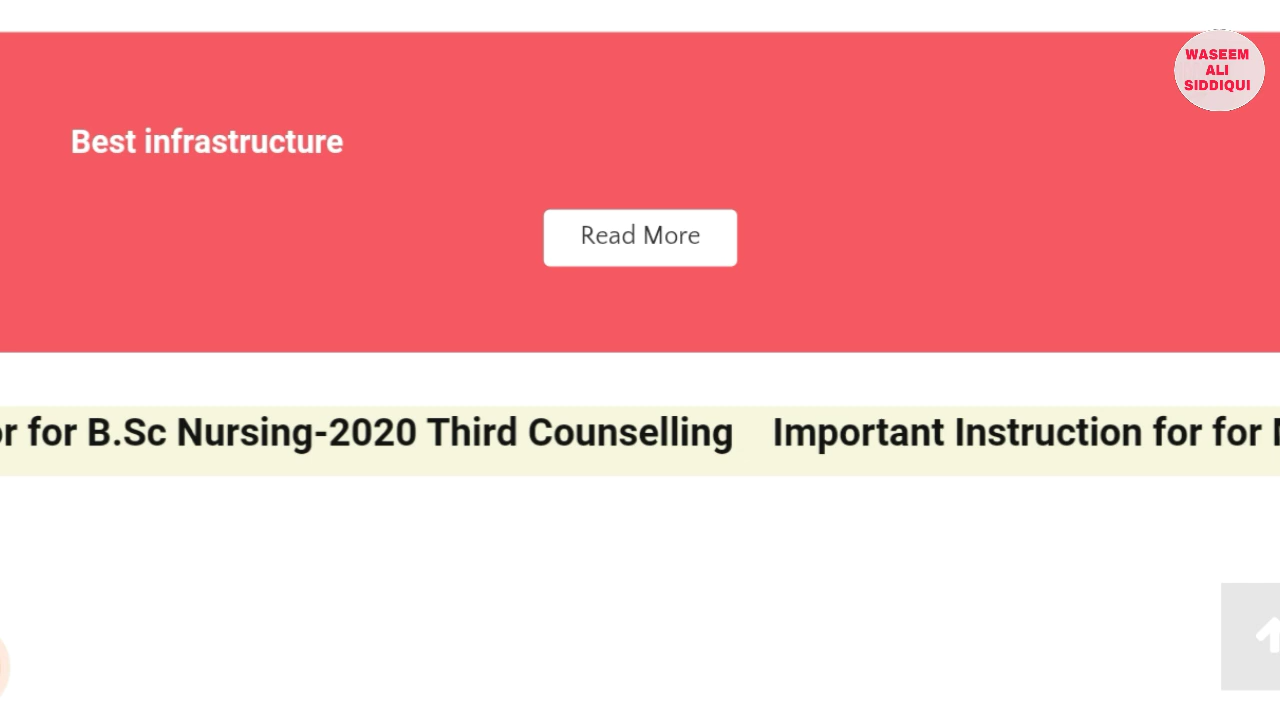 WASEEM
ALI
SIDDIQUI
Best infrastructure
Read More
for B.Sc Nursing-2020 Third Counselling Important Instruction for for